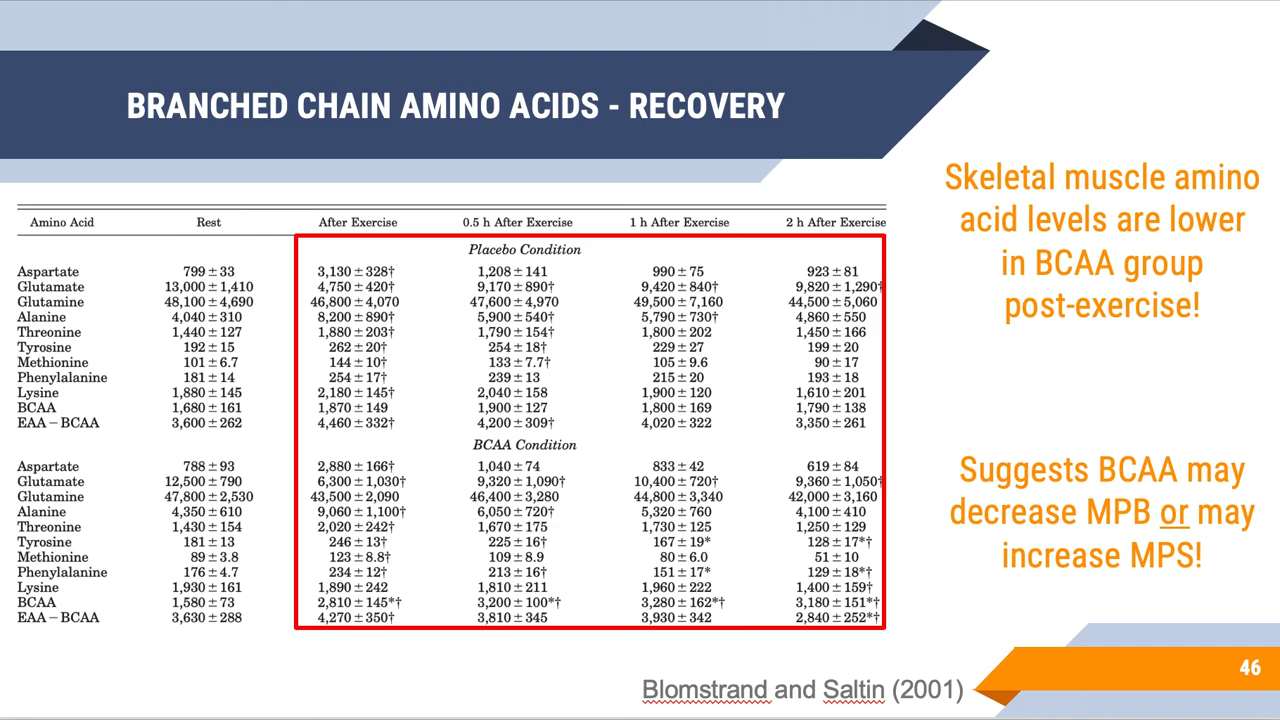 BRANCHED CHAIN AMINO ACIDS - RECOVERY
Skeletal muscle amino
acid levels are lower
in BCAA group
post-exercise!
Suggests BCAA may
decrease MPB or may
increase MPS!
Amino Acid Rest After Exercise 0.5 h After Exercise 1 h After Exercise 2 h After Exercise
Placebo Condition
Aspartate 799 ± 33 3,130 ± 328† 1,208 ± 141 990 ± 75 923 ± 81
Glutamate 13,000 ± 1,410 4,750 ± 420† 9,170 ± 890† 9,420 ± 840† 9,820 ± 1,290†
Glutamine 48,100 ± 4,690 46,800 ± 4,070 47,600 ± 4,970 49,500 ± 7,160 44,500 ± 5,060
Alanine 4,040 ± 310 8,200 ± 890† 5,900 ± 540† 5,790 ± 730† 4,860 ± 550
Threonine 1,440 ± 127 1,880 ± 203† 1,790 ± 154† 1,800 ± 202 1,450 ± 166
Tyrosine 192 ± 15 262 ± 20† 254 ± 18† 229 ± 27 199 ± 20
Methionine 101 ± 6.7 144 ± 10† 133 ± 7.7† 105 ± 9.6 90 ± 17
Phenylalanine 181 ± 14 254 ± 17† 239 ± 13 215 ± 20 193 ± 18
Lysine 1,880 ± 145 2,180 ± 145† 2,040 ± 158 1,900 ± 120 1,610 ± 201
BCAA 1,680 ± 161 1,870 ± 149 1,900 ± 127 1,800 ± 169 1,790 ± 138
EAA − BCAA 3,600 ± 262 4,460 ± 332† 4,200 ± 309† 4,020 ± 322 3,350 ± 261
BCAA Condition
Aspartate 788 ± 93 2,880 ± 166† 1,040 ± 74 833 ± 42 619 ± 84
Glutamate 12,500 ± 790 6,300 ± 1,030† 9,320 ± 1,090† 10,400 ± 720† 9,360 ± 1,050†
Glutamine 47,800 ± 2,530 43,500 ± 2,090 46,400 ± 3,280 44,800 ± 3,340 42,000 ± 3,160
Alanine 4,350 ± 610 9,060 ± 1,100† 6,050 ± 720† 5,320 ± 760 4,100 ± 410
Threonine 1,430 ± 154 2,020 ± 242† 1,670 ± 175 1,730 ± 125 1,250 ± 129
Tyrosine 181 ± 13 246 ± 13† 225 ± 16† 167 ± 19* 128 ± 17*†
Methionine 89 ± 3.8 123 ± 8.8† 109 ± 8.9 80 ± 6.0 51 ± 10
Phenylalanine 176 ± 4.7 234 ± 12† 213 ± 16† 151 ± 17* 129 ± 18*†
Lysine 1,930 ± 161 1,890 ± 242 1,810 ± 211 1,960 ± 222 1,400 ± 159†
BCAA 1,580 ± 73 2,810 ± 145*† 3,200 ± 100*† 3,280 ± 162*† 3,180 ± 151*†
EAA − BCAA 3,630 ± 288 4,270 ± 350† 3,810 ± 345 3,930 ± 342 2,840 ± 252*†
Blomstrand and Saltin (2001)
46